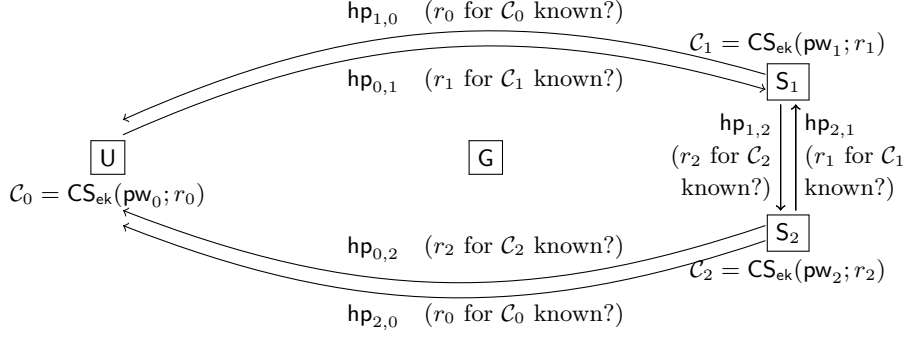 hp1,0 (r0 for C0 known?)
C1 = CSek(pw1; r1)
S1
hp0,1 (r1 for C1 known?)
hp1,2
(r2 for C2
known?)
hp2,1
(r1 for C1
known?)
U
G
C0 = CSek(pw0; r0)
S2
hp0,2 (r2 for C2 known?)
C2 = CSek(pw2; r2)
hp2,0 (r0 for C0 known?)